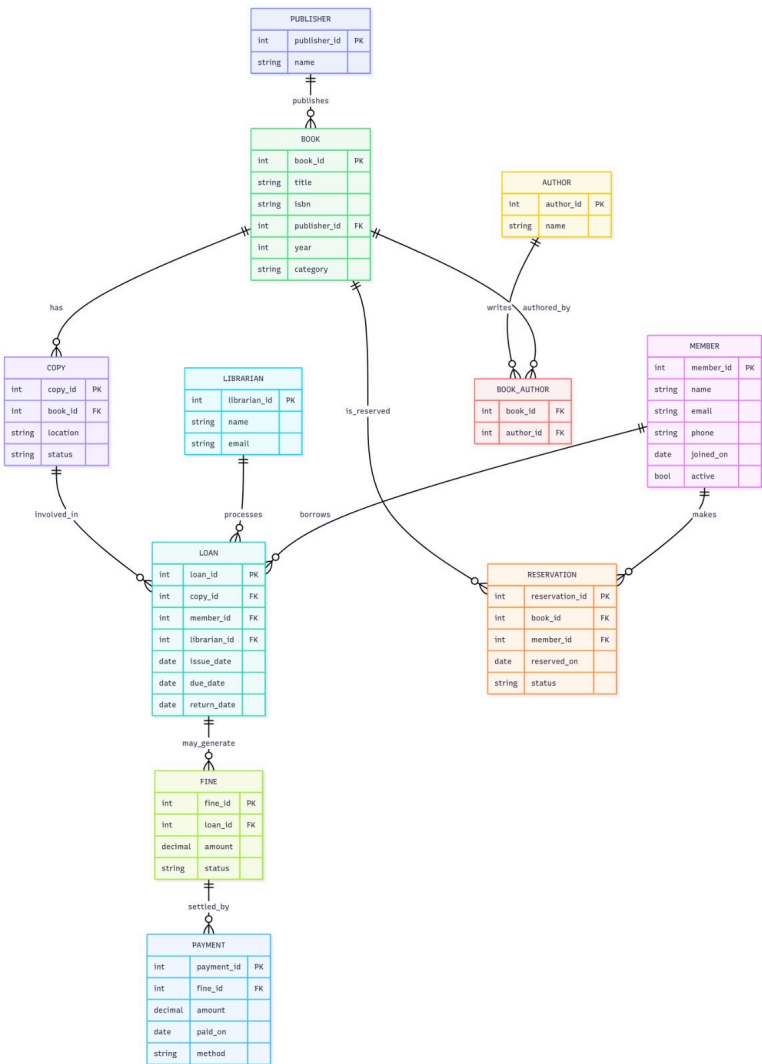 PUBLISHER
int publisher_id PK
string name
publishes
BOOK
int book_id PK
string title
string isbn
int publisher_id FK
int year
string category
AUTHOR
int author_id PK
string name
has
writes
authored_by
COPY
int copy_id PK
int book_id FK
string location
string status
LIBRARIAN
int librarian_id PK
string name
string email
is_reserved
BOOK_AUTHOR
int book_id FK
int author_id FK
MEMBER
int member_id PK
string name
string email
string phone
date joined_on
bool active
involved_in
processes
borrows
makes
LOAN
int loan_id PK
int copy_id FK
int member_id FK
int librarian_id FK
date issue_date
date due_date
date return_date
RESERVATION
int reservation_id PK
int book_id FK
int member_id FK
date reserved_on
string status
may_generate
FINE
int fine_id PK
int loan_id FK
decimal amount
string status
settled_by
PAYMENT
int payment_id PK
int fine_id FK
decimal amount
date paid_on
string method